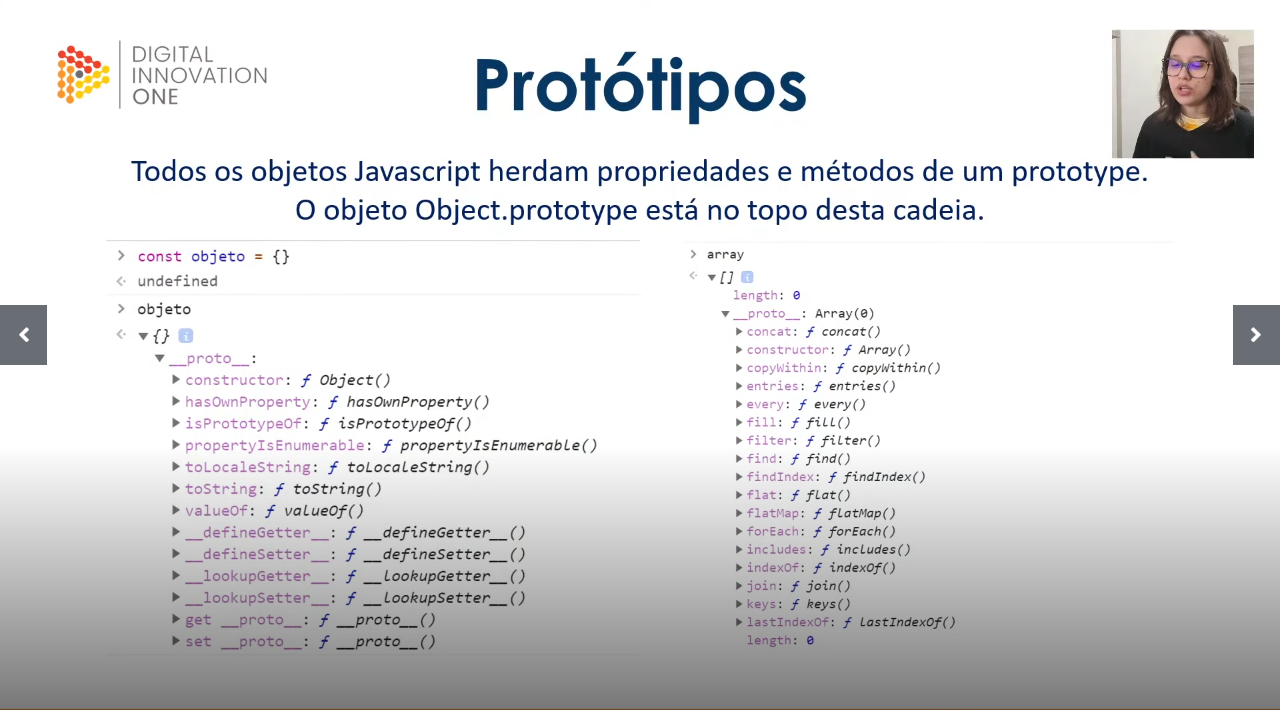 DIGITAL
INNOVATION
ONE
Protótipos
Todos os objetos Javascript herdam propriedades e métodos de um prototype.
O objeto Object.prototype está no topo desta cadeia.
const objeto = {}
undefined
objeto
{} i
__proto__:
constructor: ƒ Object()
hasOwnProperty: ƒ hasOwnProperty()
isPrototypeOf: ƒ isPrototypeOf()
propertyIsEnumerable: ƒ propertyIsEnumerable()
toLocaleString: ƒ toLocaleString()
toString: ƒ toString()
valueOf: ƒ valueOf()
__defineGetter__: ƒ __defineGetter__()
__defineSetter__: ƒ __defineSetter__()
__lookupGetter__: ƒ __lookupGetter__()
__lookupSetter__: ƒ __lookupSetter__()
get __proto__: ƒ __proto__()
set __proto__: ƒ __proto__()
array
[] i
length: 0
__proto__: Array(0)
concat: ƒ concat()
constructor: ƒ Array()
copyWithin: ƒ copyWithin()
entries: ƒ entries()
every: ƒ every()
fill: ƒ fill()
filter: ƒ filter()
find: ƒ find()
findIndex: ƒ findIndex()
flat: ƒ flat()
flatMap: ƒ flatMap()
forEach: ƒ forEach()
includes: ƒ includes()
indexOf: ƒ indexOf()
join: ƒ join()
keys: ƒ keys()
lastIndexOf: ƒ lastIndexOf()
length: 0